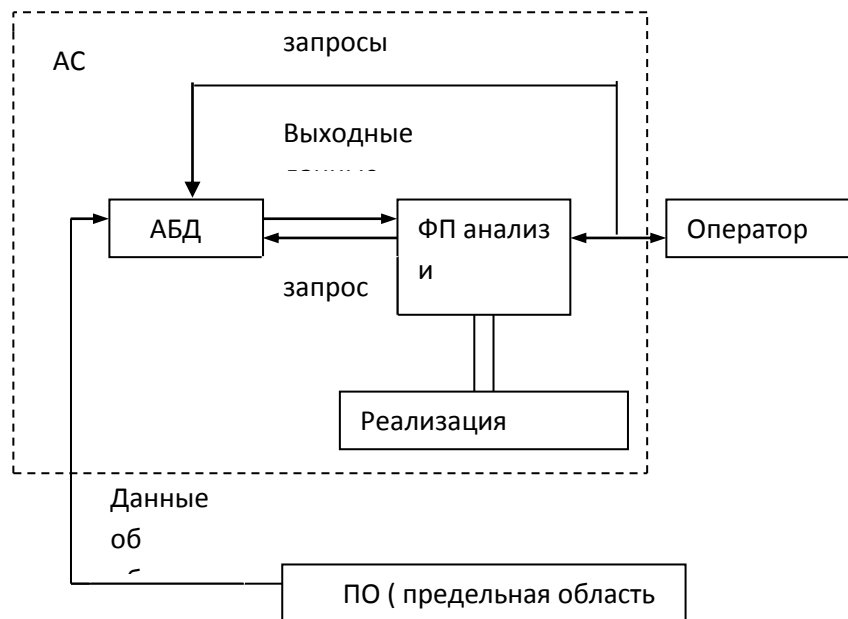 запросы
АС
Выходные
АБД
ФП анализ
и
Оператор
запрос
Реализация
Данные
об
ПО ( предельная область